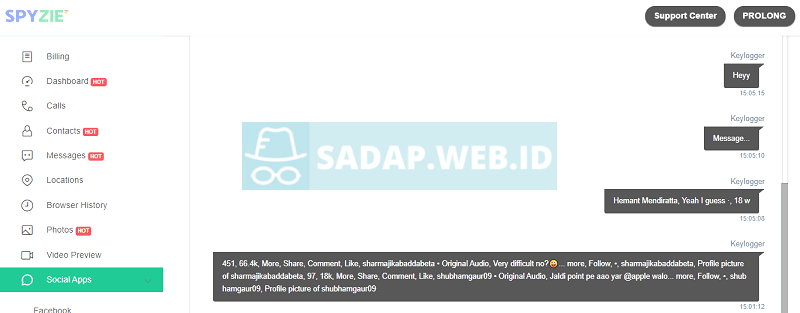 SPYZIE
Support Center
PROLONG
Billing
Dashboard HOT
Calls
Contacts HOT
Messages HOT
Locations
Browser History
Photos HOT
Video Preview
Social Apps
Facebook
Keylogger
Heyy
15:05:15
Keylogger
Message...
15:05:10
SADAP.WEB.ID
Keylogger
Hemant Mendiratta, Yeah I guess ·, 18 w
15:05:08
Keylogger
451, 66.4k, More, Share, Comment, Like, sharmajikabaddabeta • Original Audio, Very difficult no?😀... more, Follow, •, sharmajikabaddabeta, Profile picture
of sharmajikabaddabeta, 97, 18k, More, Share, Comment, Like, shubhamgaur09 • Original Audio, Jaldi point pe aao yar @apple walo... more, Follow, •, shub
hamgaur09, Profile picture of shubhamgaur09
15:01:12